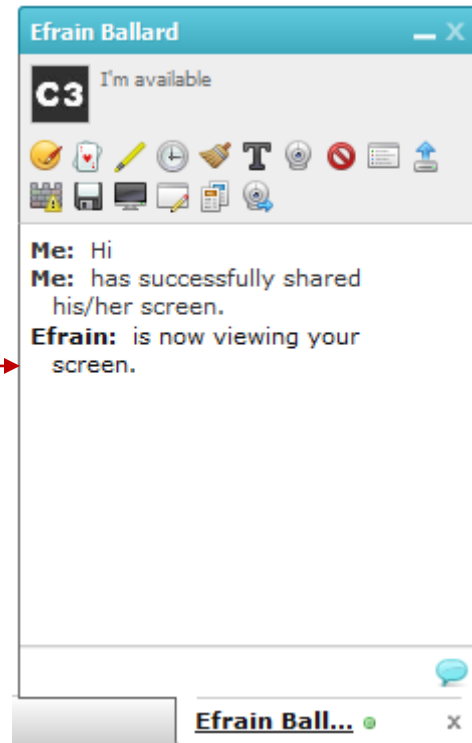 Efrain Ballard
C3
I'm available
Me: Hi
Me: has successfully shared
his/her screen.
Efrain: is now viewing your
screen.
Efrain Ball...